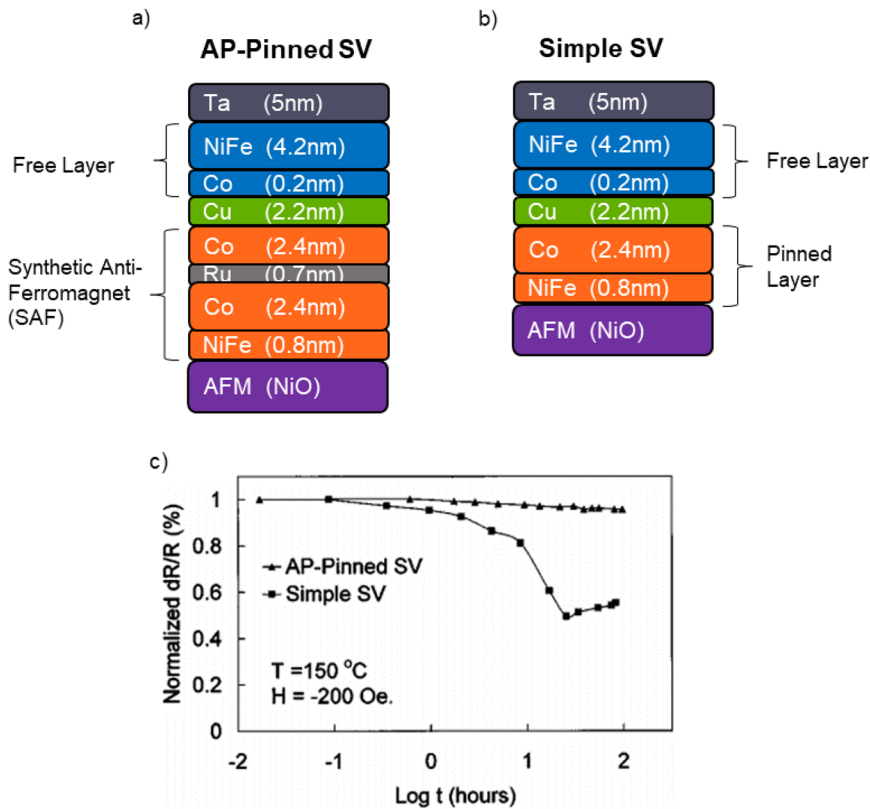 a)
AP-Pinned SV
Ta (5nm)
NiFe (4.2nm)
Co (0.2nm)
Cu (2.2nm)
Co (2.4nm)
Ru (0.7nm)
Co (2.4nm)
NiFe (0.8nm)
AFM (NiO)
Free Layer
Synthetic Anti-
Ferromagnet
(SAF)
b)
Simple SV
Ta (5nm)
NiFe (4.2nm)
Co (0.2nm)
Cu (2.2nm)
Co (2.4nm)
NiFe (0.8nm)
AFM (NiO)
Free Layer
Pinned
Layer
c)
Normalized dR/R (%)
1
0.8
0.6
0.4
0.2
0
AP-Pinned SV
Simple SV
T =150 °C
H = -200 Oe.
-2 -1 0 1 2
Log t (hours)